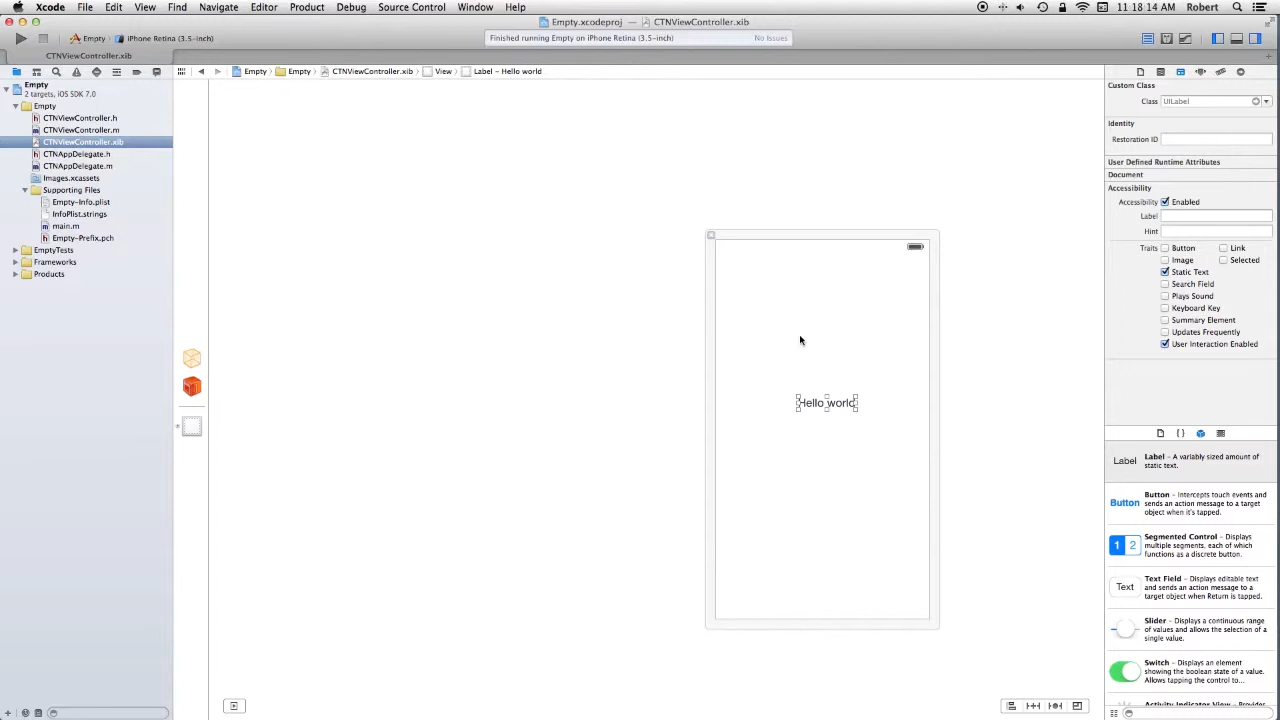 Xcode File Edit View Find Navigate Editor Product Debug Source Control Window Help 11:18:14 AM Robert
Empty.xcodeproj — CTNViewController.xib
Empty iPhone Retina (3.5-inch)
Finished running Empty on iPhone Retina (3.5-inch) No Issues
CTNViewController.xib
Empty Empty CTNViewController.xib View Label – Hello world
Empty
2 targets, iOS SDK 7.0
Empty
CTNViewController.h
CTNViewController.m
CTNViewController.xib
CTNAppDelegate.h
CTNAppDelegate.m
Images.xcassets
Supporting Files
Empty-Info.plist
InfoPlist.strings
main.m
Empty-Prefix.pch
EmptyTests
Frameworks
Products
Hello world
Custom Class
Class UILabel
Identity
Restoration ID
User Defined Runtime Attributes
Document
Accessibility
Accessibility Enabled
Label
Hint
Traits Button Link
Image Selected
Static Text
Search Field
Plays Sound
Keyboard Key
Summary Element
Updates Frequently
User Interaction Enabled
Label Label – A variably sized amount of
static text.
Button Button – Intercepts touch events and
sends an action message to a target
object when it's tapped.
1 2 Segmented Control – Displays
multiple segments, each of which
functions as a discrete button.
Text Text Field – Displays editable text
and sends an action message to a
target object when Return is tapped.
Slider – Displays a continuous range
of values and allows the selection of a
single value.
Switch – Displays an element
showing the boolean state of a value.
Allows tapping the control to...
Activity Indicator View – Provides